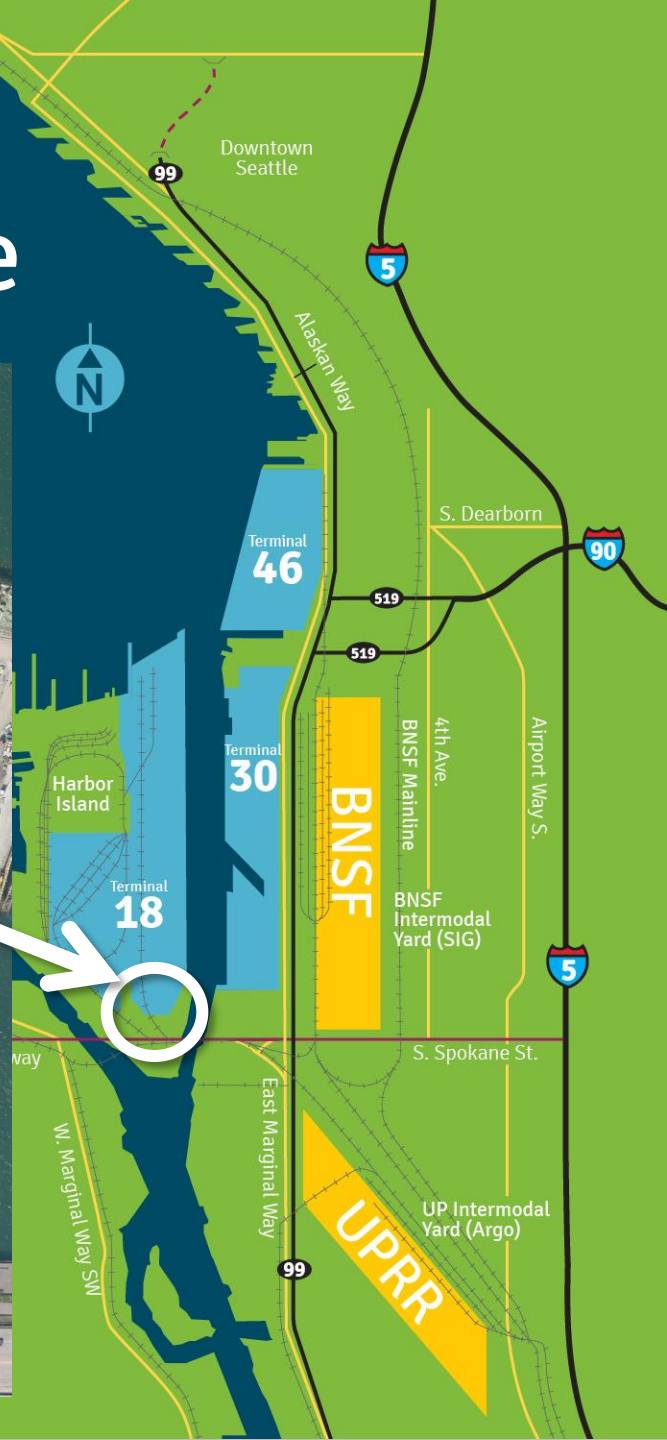 Downtown
Seattle
99
e
5
Alaskan Way
N
S. Dearborn
Terminal
46
90
519
519
Terminal
30
4th Ave.
BNSF Mainline
Airport Way S.
Harbor
Island
BNSF
Terminal
18
BNSF
Intermodal
Yard (SIG)
5
way
S. Spokane St.
East Marginal Way
W. Marginal Way SW
UP Intermodal
Yard (Argo)
UPRR
99